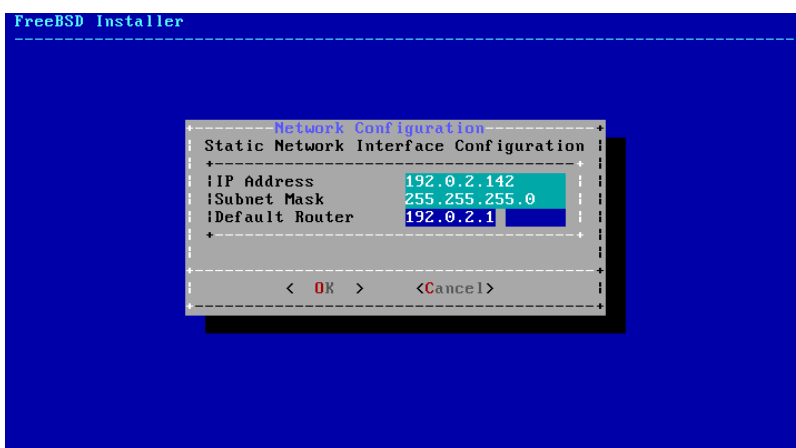 FreeBSD Installer
Network Configuration
Static Network Interface Configuration
IP Address 192.0.2.142
Subnet Mask 255.255.255.0
Default Router 192.0.2.1
< OK > <Cancel>